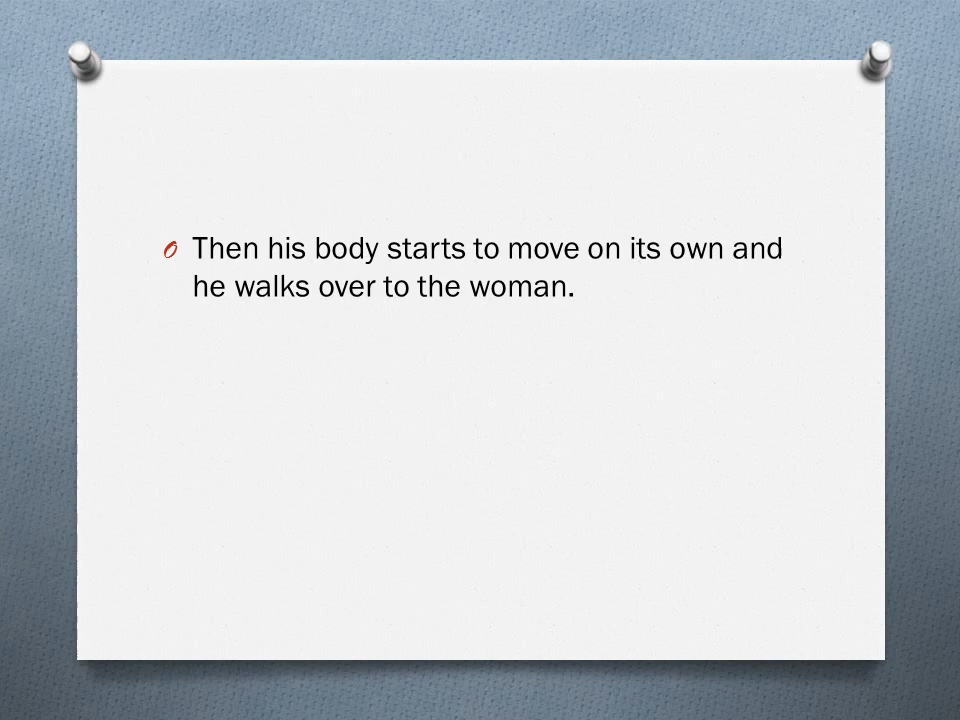 Then his body starts to move on its own and
he walks over to the woman.